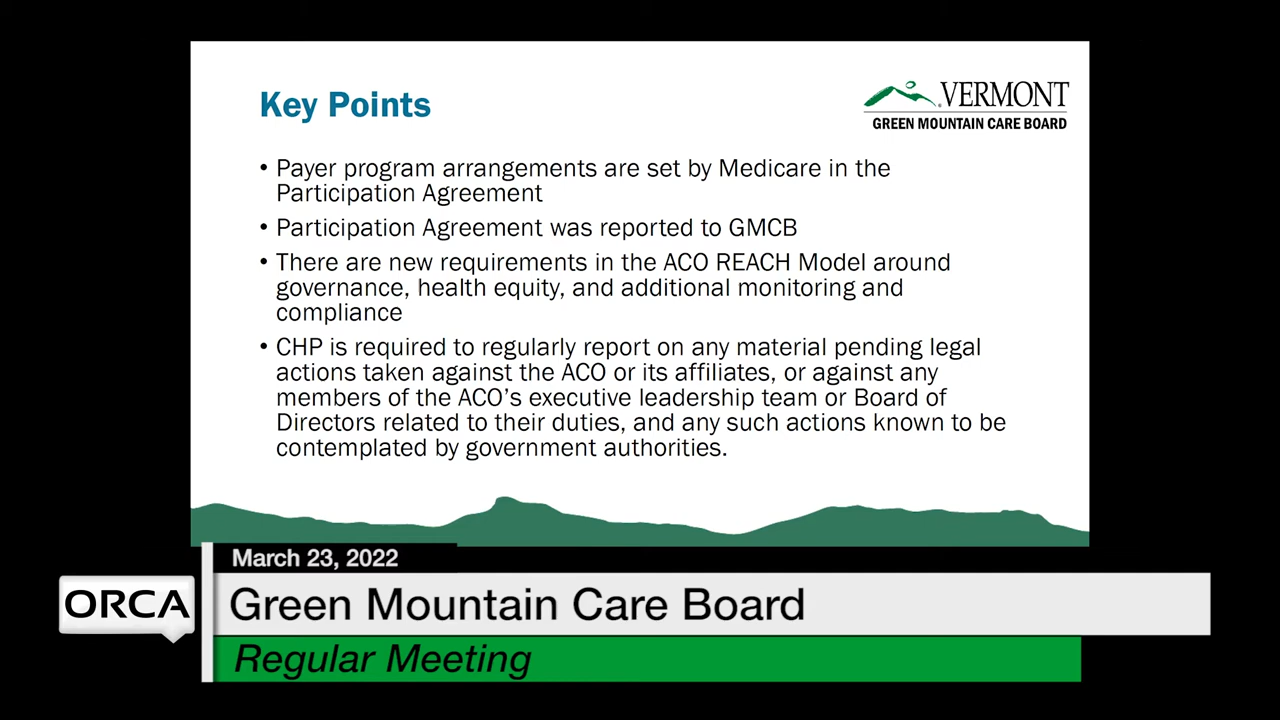 Key Points
VERMONT
GREEN MOUNTAIN CARE BOARD
• Payer program arrangements are set by Medicare in the
Participation Agreement
• Participation Agreement was reported to GMCB
• There are new requirements in the ACO REACH Model around
governance, health equity, and additional monitoring and
compliance
• CHP is required to regularly report on any material pending legal
actions taken against the ACO or its affiliates, or against any
members of the ACO's executive leadership team or Board of
Directors related to their duties, and any such actions known to be
contemplated by government authorities.
March 23, 2022
ORCA
Green Mountain Care Board
Regular Meeting